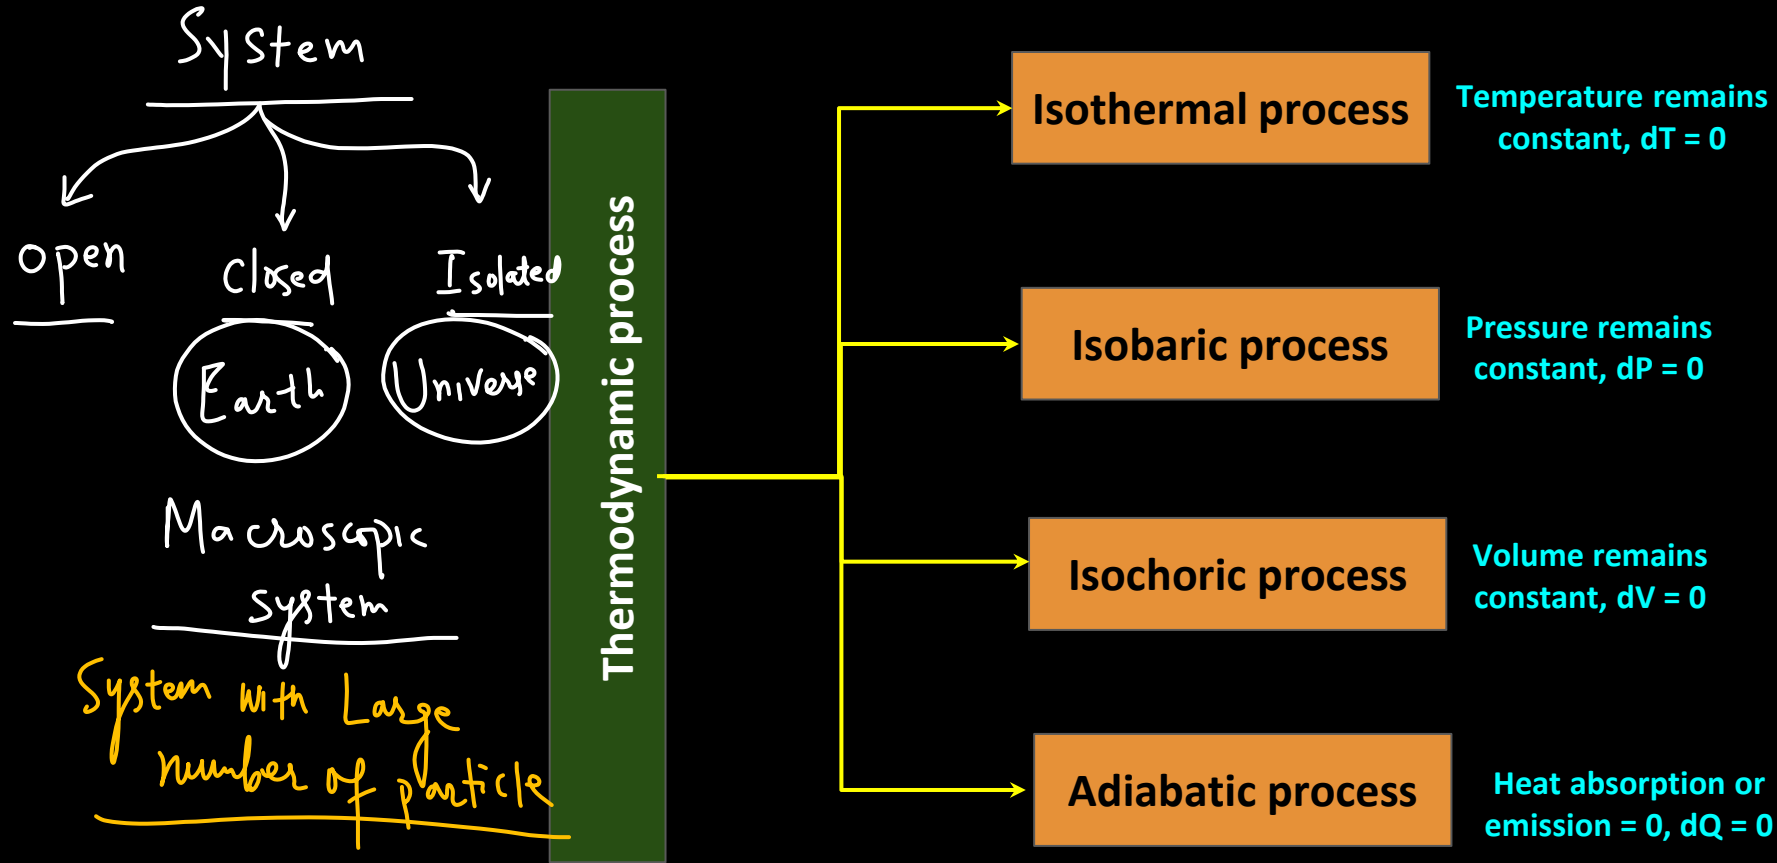 System
open
Closed
Isolated
Earth
Universe
Macroscopic
system
System with Large
number of particle
Thermodynamic process
Isothermal process
Temperature remains
constant, dT = 0
Isobaric process
Pressure remains
constant, dP = 0
Isochoric process
Volume remains
constant, dV = 0
Adiabatic process
Heat absorption or
emission = 0, dQ = 0